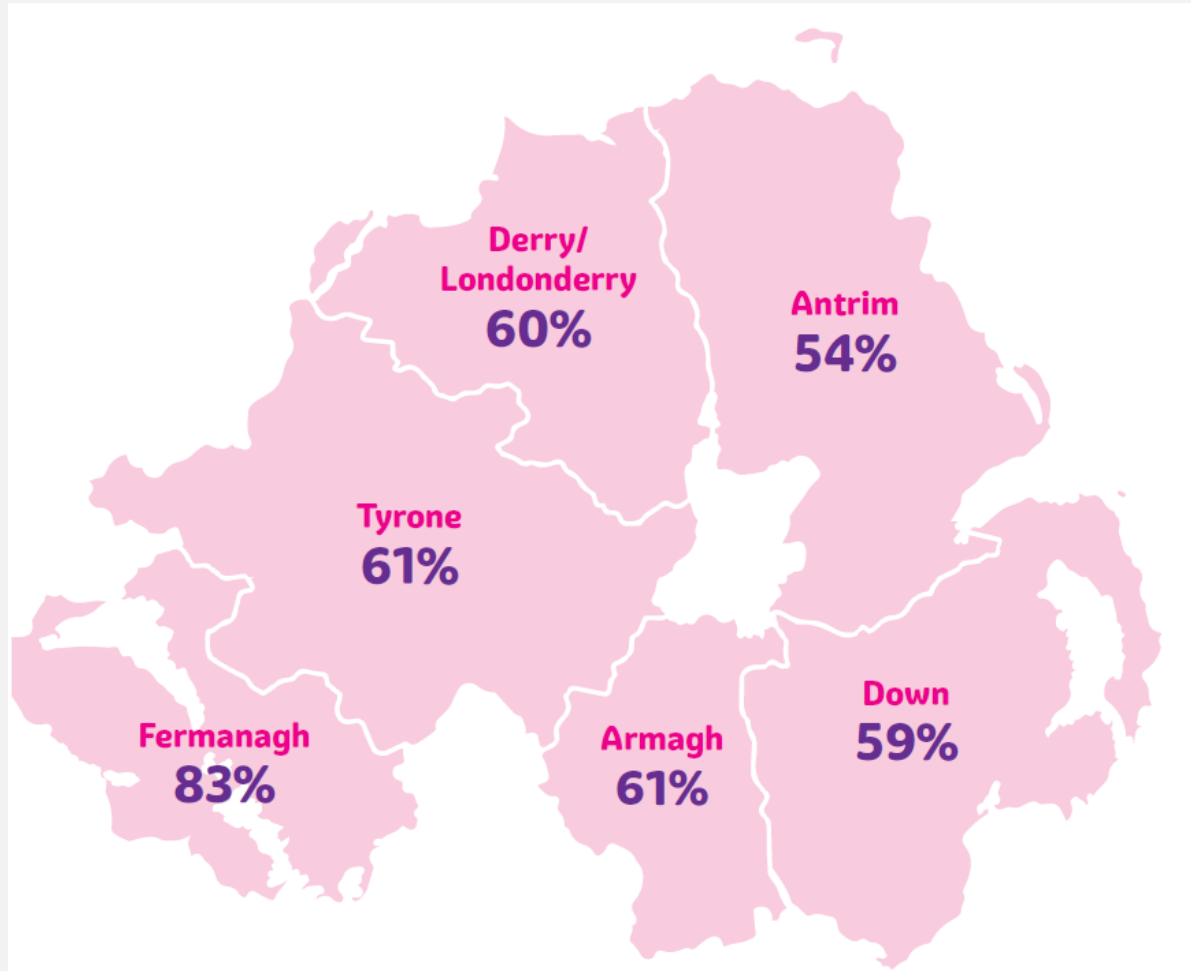 Derry/
Londonderry
60%
Antrim
54%
Tyrone
61%
Fermanagh
83%
Armagh
61%
Down
59%